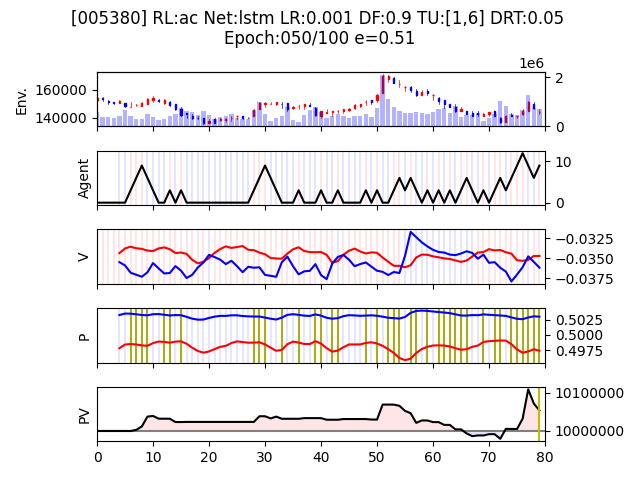 [005380] RL:ac Net:lstm LR:0.001 DF:0.9 TU:[1,6] DRT:0.05
Epoch:050/100 e=0.51
1e6
Env.
160000
140000
2
0
Agent
10
0
V
−0.0325
−0.0350
−0.0375
P
0.5025
0.5000
0.4975
PV
10100000
10000000
0 10 20 30 40 50 60 70 80